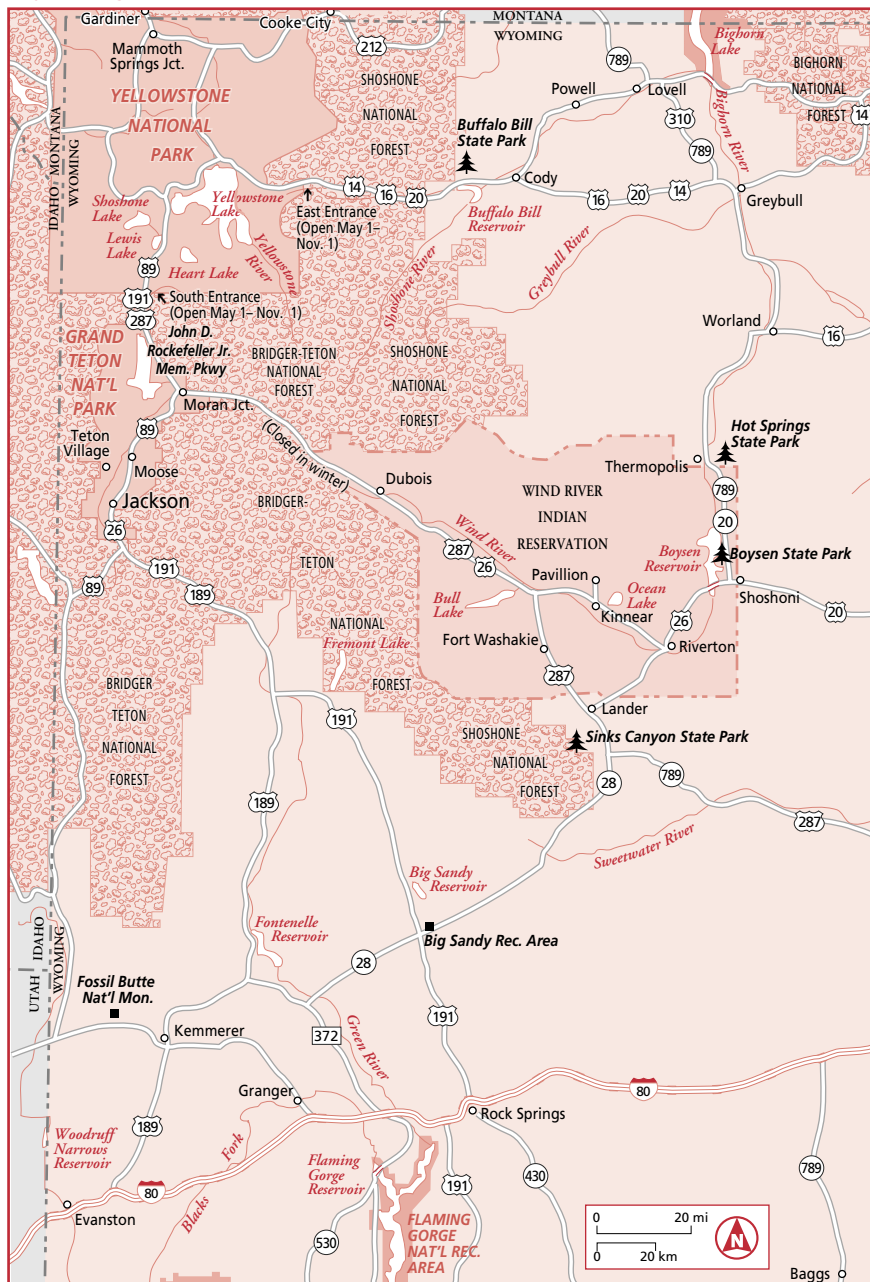 Gardiner
Cooke City
MONTANA
WYOMING
Mammoth
Springs Jct.
212
789
Bighorn
Lake
SHOSHONE
NATIONAL
FOREST
BIGHORN
NATIONAL
FOREST
14
YELLOWSTONE
NATIONAL
PARK
Powell
Lovell
310
789
Bighorn River
Buffalo Bill
State Park
IDAHO
MONTANA
WYOMING
Shoshone
Lake
Yellowstone
Lake
Lewis
Lake
East Entrance
(Open May 1–
Nov. 1)
14
16
20
Cody
16
20
14
Greybull
Buffalo Bill
Reservoir
Yellowstone
River
Shoshone River
Greybull River
89
Heart Lake
191
287
South Entrance
(Open May 1– Nov. 1)
John D.
Rockefeller Jr.
Mem. Pkwy
GRAND
TETON
NAT'L
PARK
BRIDGER-TETON
NATIONAL
FOREST
SHOSHONE
NATIONAL
FOREST
Worland
16
Moran Jct.
(Closed in winter)
89
Teton
Village
Moose
Jackson
26
Hot Springs
State Park
Thermopolis
789
20
Dubois
WIND RIVER
INDIAN
RESERVATION
Wind River
287
26
Boysen
Reservoir
Boysen State Park
BRIDGER-
TETON
NATIONAL
FOREST
191
189
89
Pavillion
Bull
Lake
Ocean
Lake
Kinnear
Shoshoni
20
26
Fort Washakie
Riverton
287
Fremont Lake
Lander
BRIDGER
TETON
NATIONAL
FOREST
191
SHOSHONE
NATIONAL
FOREST
Sinks Canyon State Park
28
789
287
189
Sweetwater River
Big Sandy
Reservoir
Big Sandy Rec. Area
Fontenelle
Reservoir
28
UTAH
IDAHO
WYOMING
Fossil Butte
Nat'l Mon.
Kemmerer
372
Green River
191
Granger
80
Rock Springs
189
Woodruff
Narrows
Reservoir
Blacks
Fork
Flaming
Gorge
Reservoir
80
Evanston
191
430
789
530
FLAMING
GORGE
NAT'L REC.
AREA
0
20 mi
0
20 km
N
Baggs